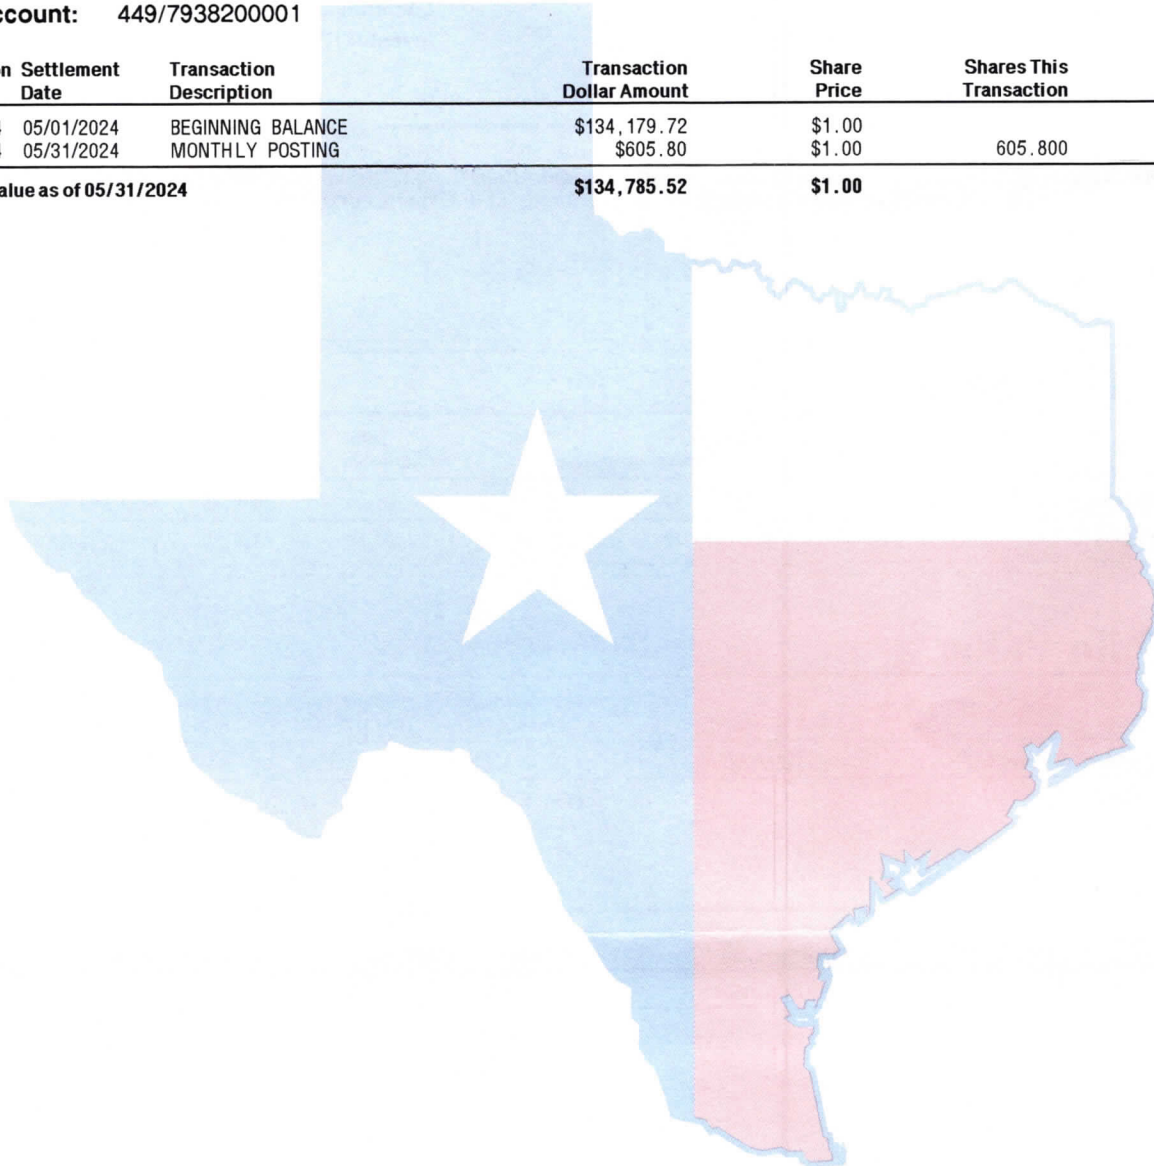 ccount: 449/7938200001
n Settlement Transaction Transaction Share Shares This
Date Description Dollar Amount Price Transaction
05/01/2024 BEGINNING BALANCE $134,179.72 $1.00
05/31/2024 MONTHLY POSTING $605.80 $1.00 605.800
alue as of 05/31/2024 $134,785.52 $1.00